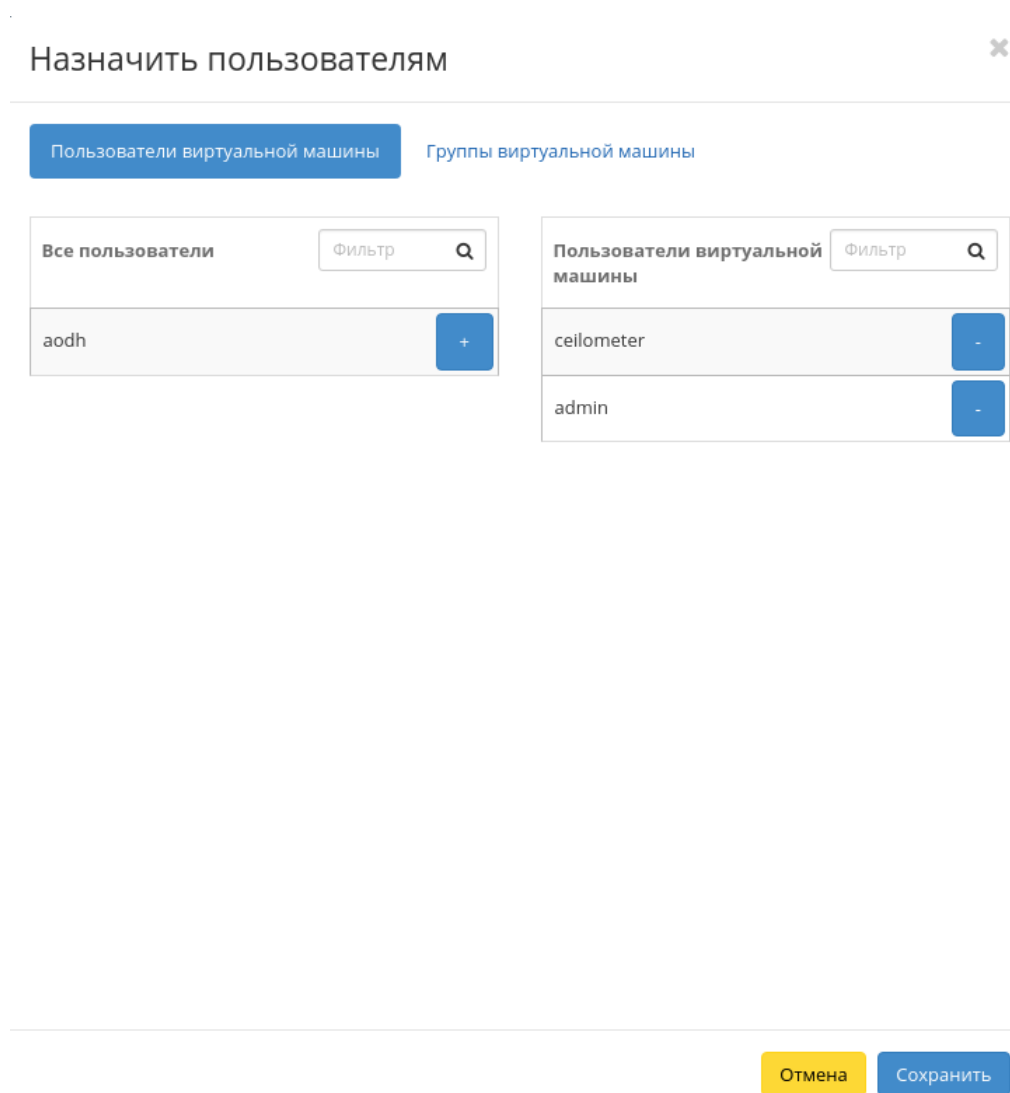 Назначить пользователям
Пользователи виртуальной машины Группы виртуальной машины
Все пользователи Фильтр
aodh +
Пользователи виртуальной Фильтр
машины
ceilometer -
admin -
Отмена Сохранить